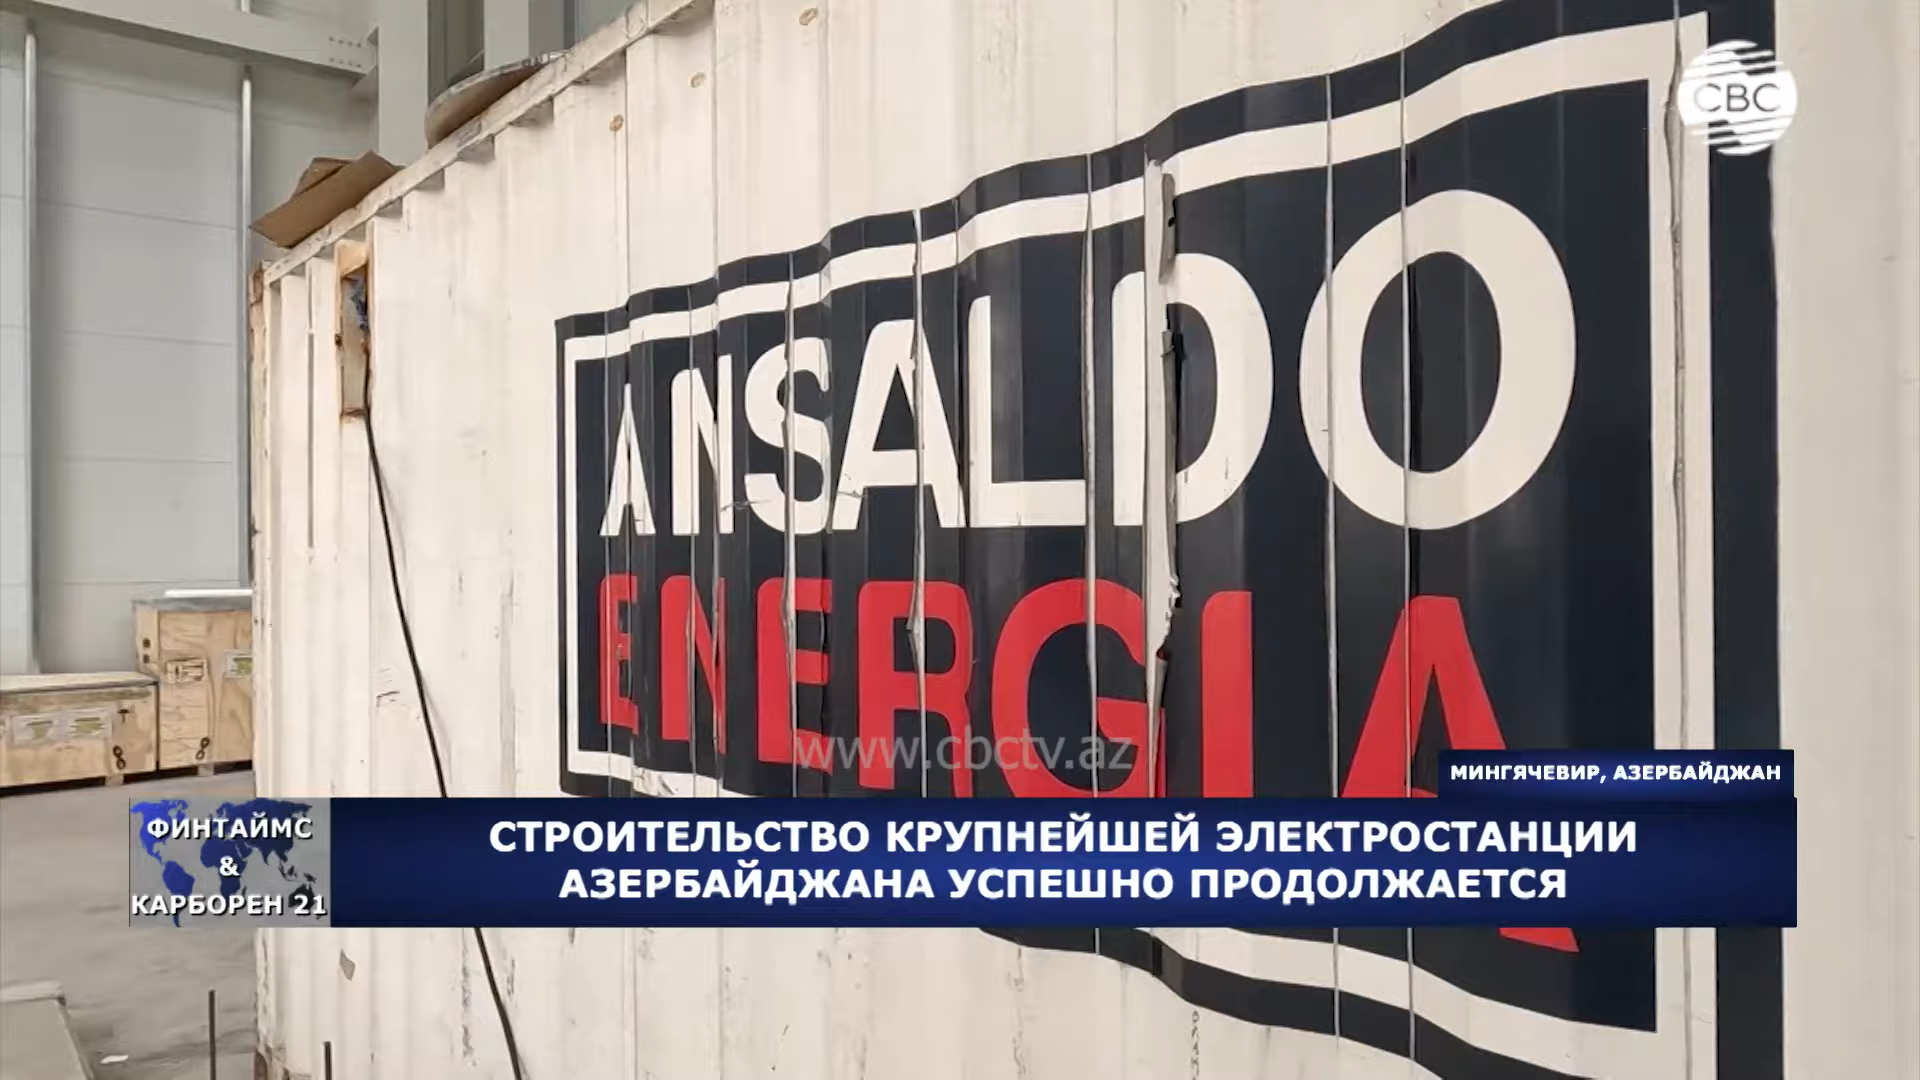 CBC
ANSALDO
ENERGIA
www.cbctv.az
МИНГЯЧЕВИР, АЗЕРБАЙДЖАН
ФИНТАЙМС
&
КАРБОРЕН 21
СТРОИТЕЛЬСТВО КРУПНЕЙШЕЙ ЭЛЕКТРОСТАНЦИИ
АЗЕРБАЙДЖАНА УСПЕШНО ПРОДОЛЖАЕТСЯ